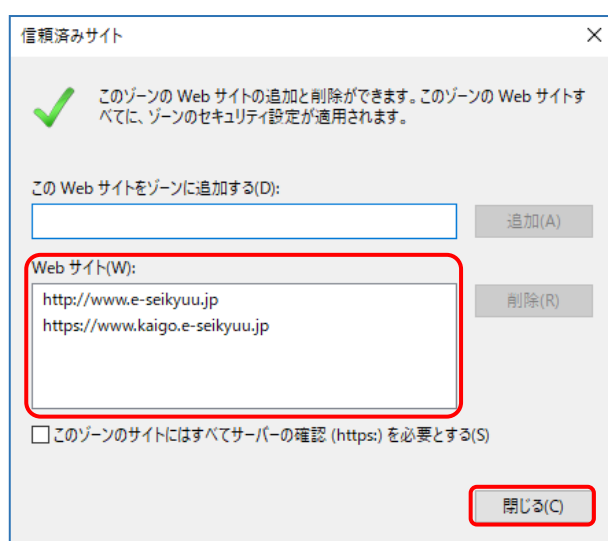 信頼済みサイト
このゾーンの Web サイトの追加と削除ができます。このゾーンの Web サイトす
べてに、ゾーンのセキュリティ設定が適用されます。
この Web サイトをゾーンに追加する(D):
追加(A)
Web サイト(W):
http://www.e-seikyuu.jp
https://www.kaigo.e-seikyuu.jp
削除(R)
このゾーンのサイトにはすべてサーバーの確認 (https:) を必要とする(S)
閉じる(C)